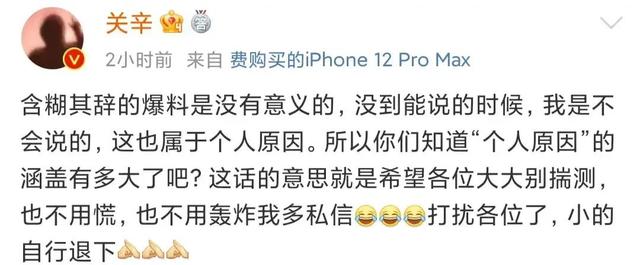 关辛
2小时前 来自 费购买的iPhone 12 Pro Max
含糊其辞的爆料是没有意义的，没到能说的时候，我是不
会说的，这也属于个人原因。所以你们知道“个人原因”的
涵盖有多大了吧？这话的意思就是希望各位大大别揣测，
也不用慌，也不用轰炸我多私信😂😂😂打扰各位了，小的
自行退下